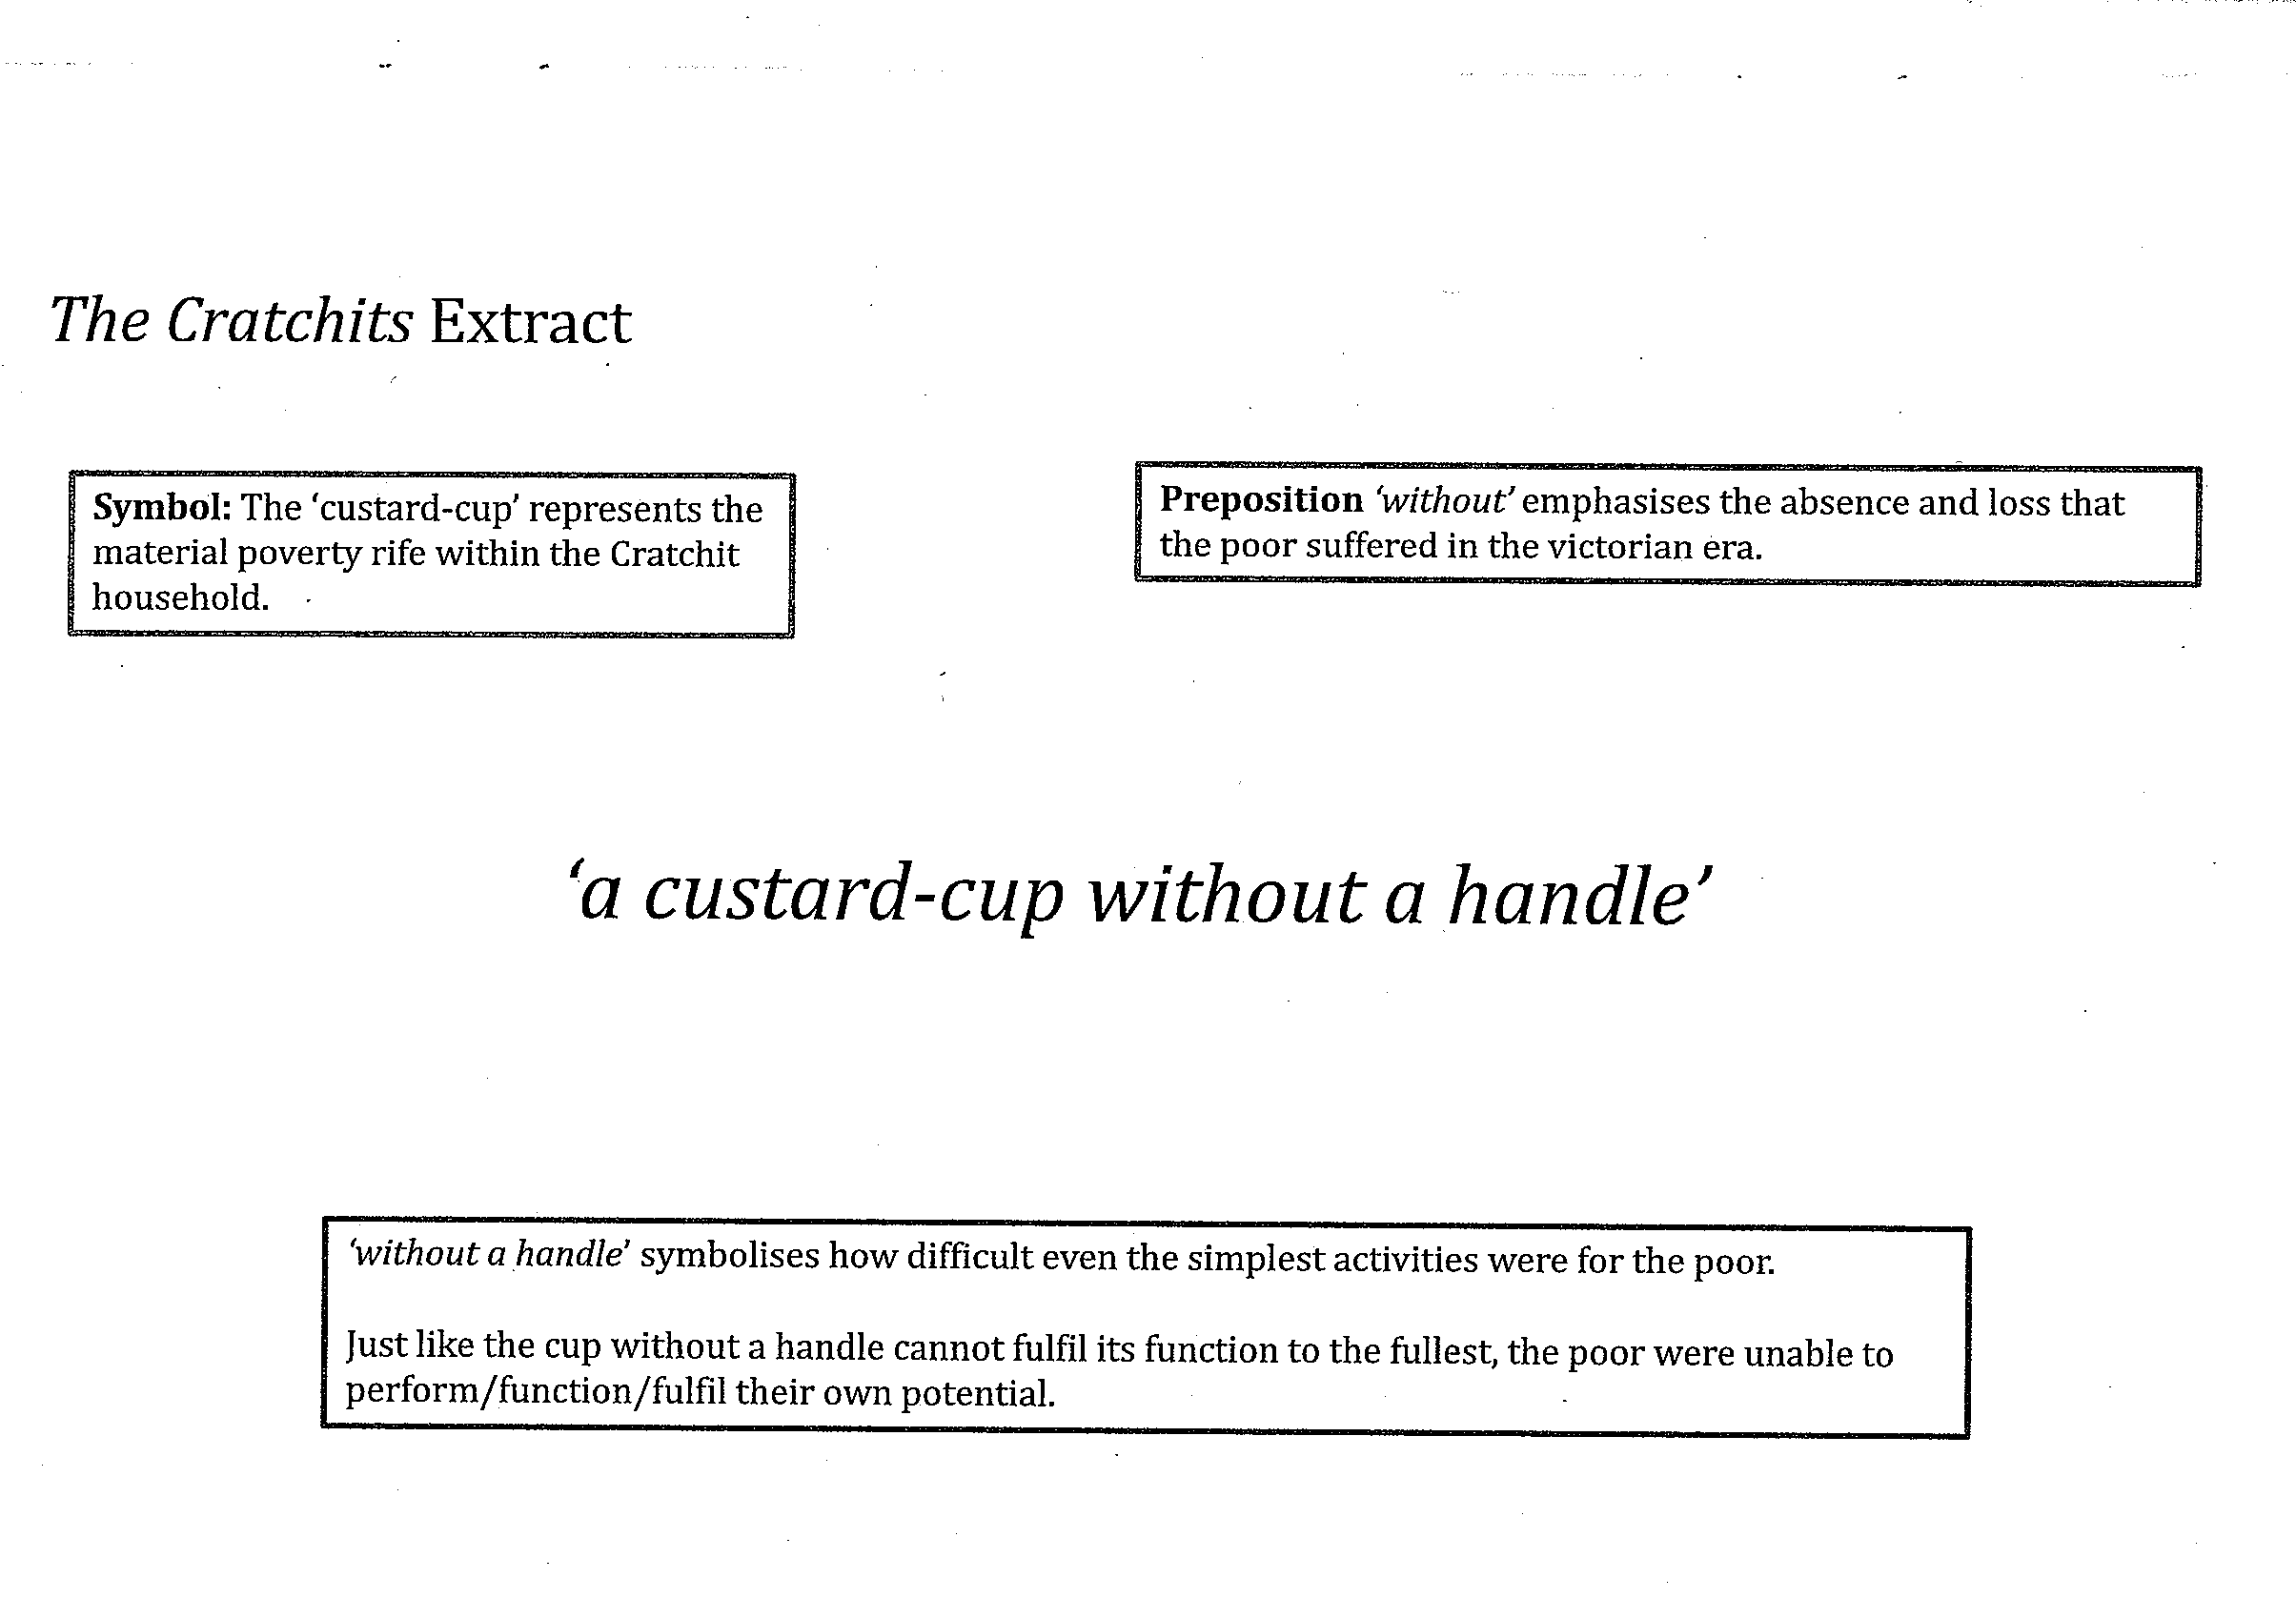 The Cratchits Extract
Symbol: The ‘custard-cup’ represents the
material poverty rife within the Cratchit
household.
Preposition ‘without’ emphasises the absence and loss that
the poor suffered in the victorian era.
‘a custard-cup without a handle’
‘without a handle’ symbolises how difficult even the simplest activities were for the poor.
Just like the cup without a handle cannot fulfil its function to the fullest, the poor were unable to
perform/function/fulfil their own potential.